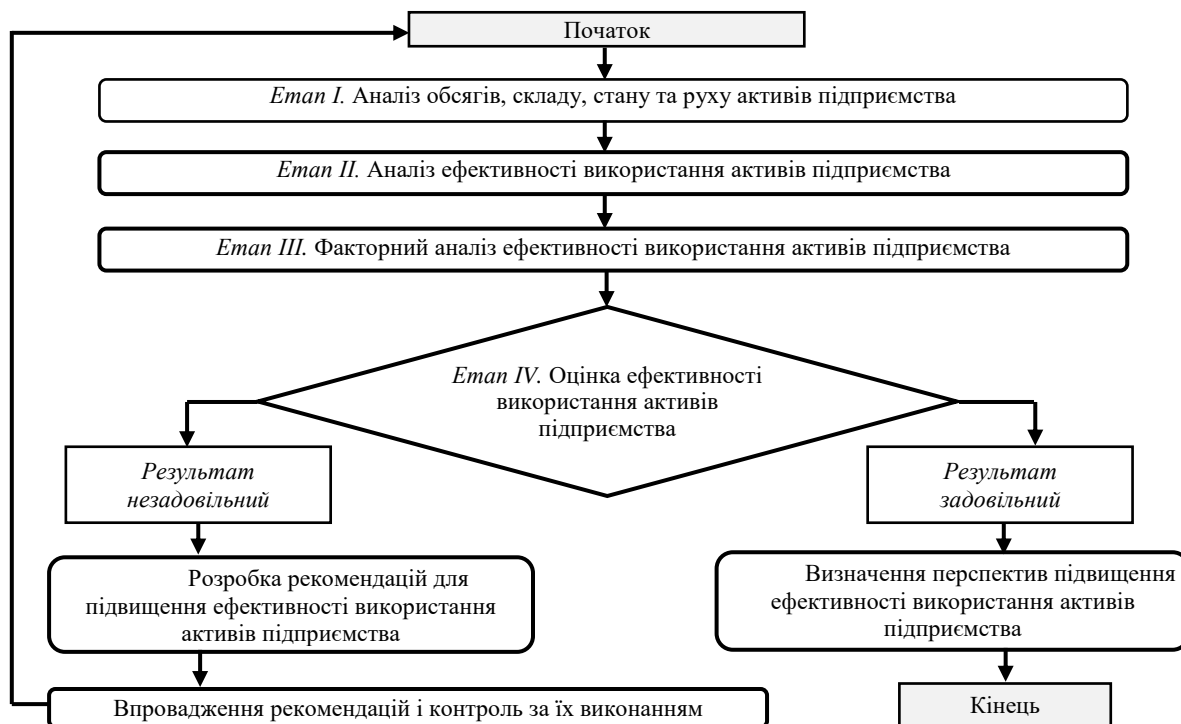 Початок
Етап I. Аналіз обсягів, складу, стану та руху активів підприємства
Етап II. Аналіз ефективності використання активів підприємства
Етап III. Факторний аналіз ефективності використання активів підприємства
Етап IV. Оцінка ефективності
використання активів
підприємства
Результат
незадовільний
Результат
задовільний
Розробка рекомендацій для
підвищення ефективності використання
активів підприємства
Визначення перспектив підвищення
ефективності використання активів
підприємства
Впровадження рекомендацій і контроль за їх виконанням
Кінець